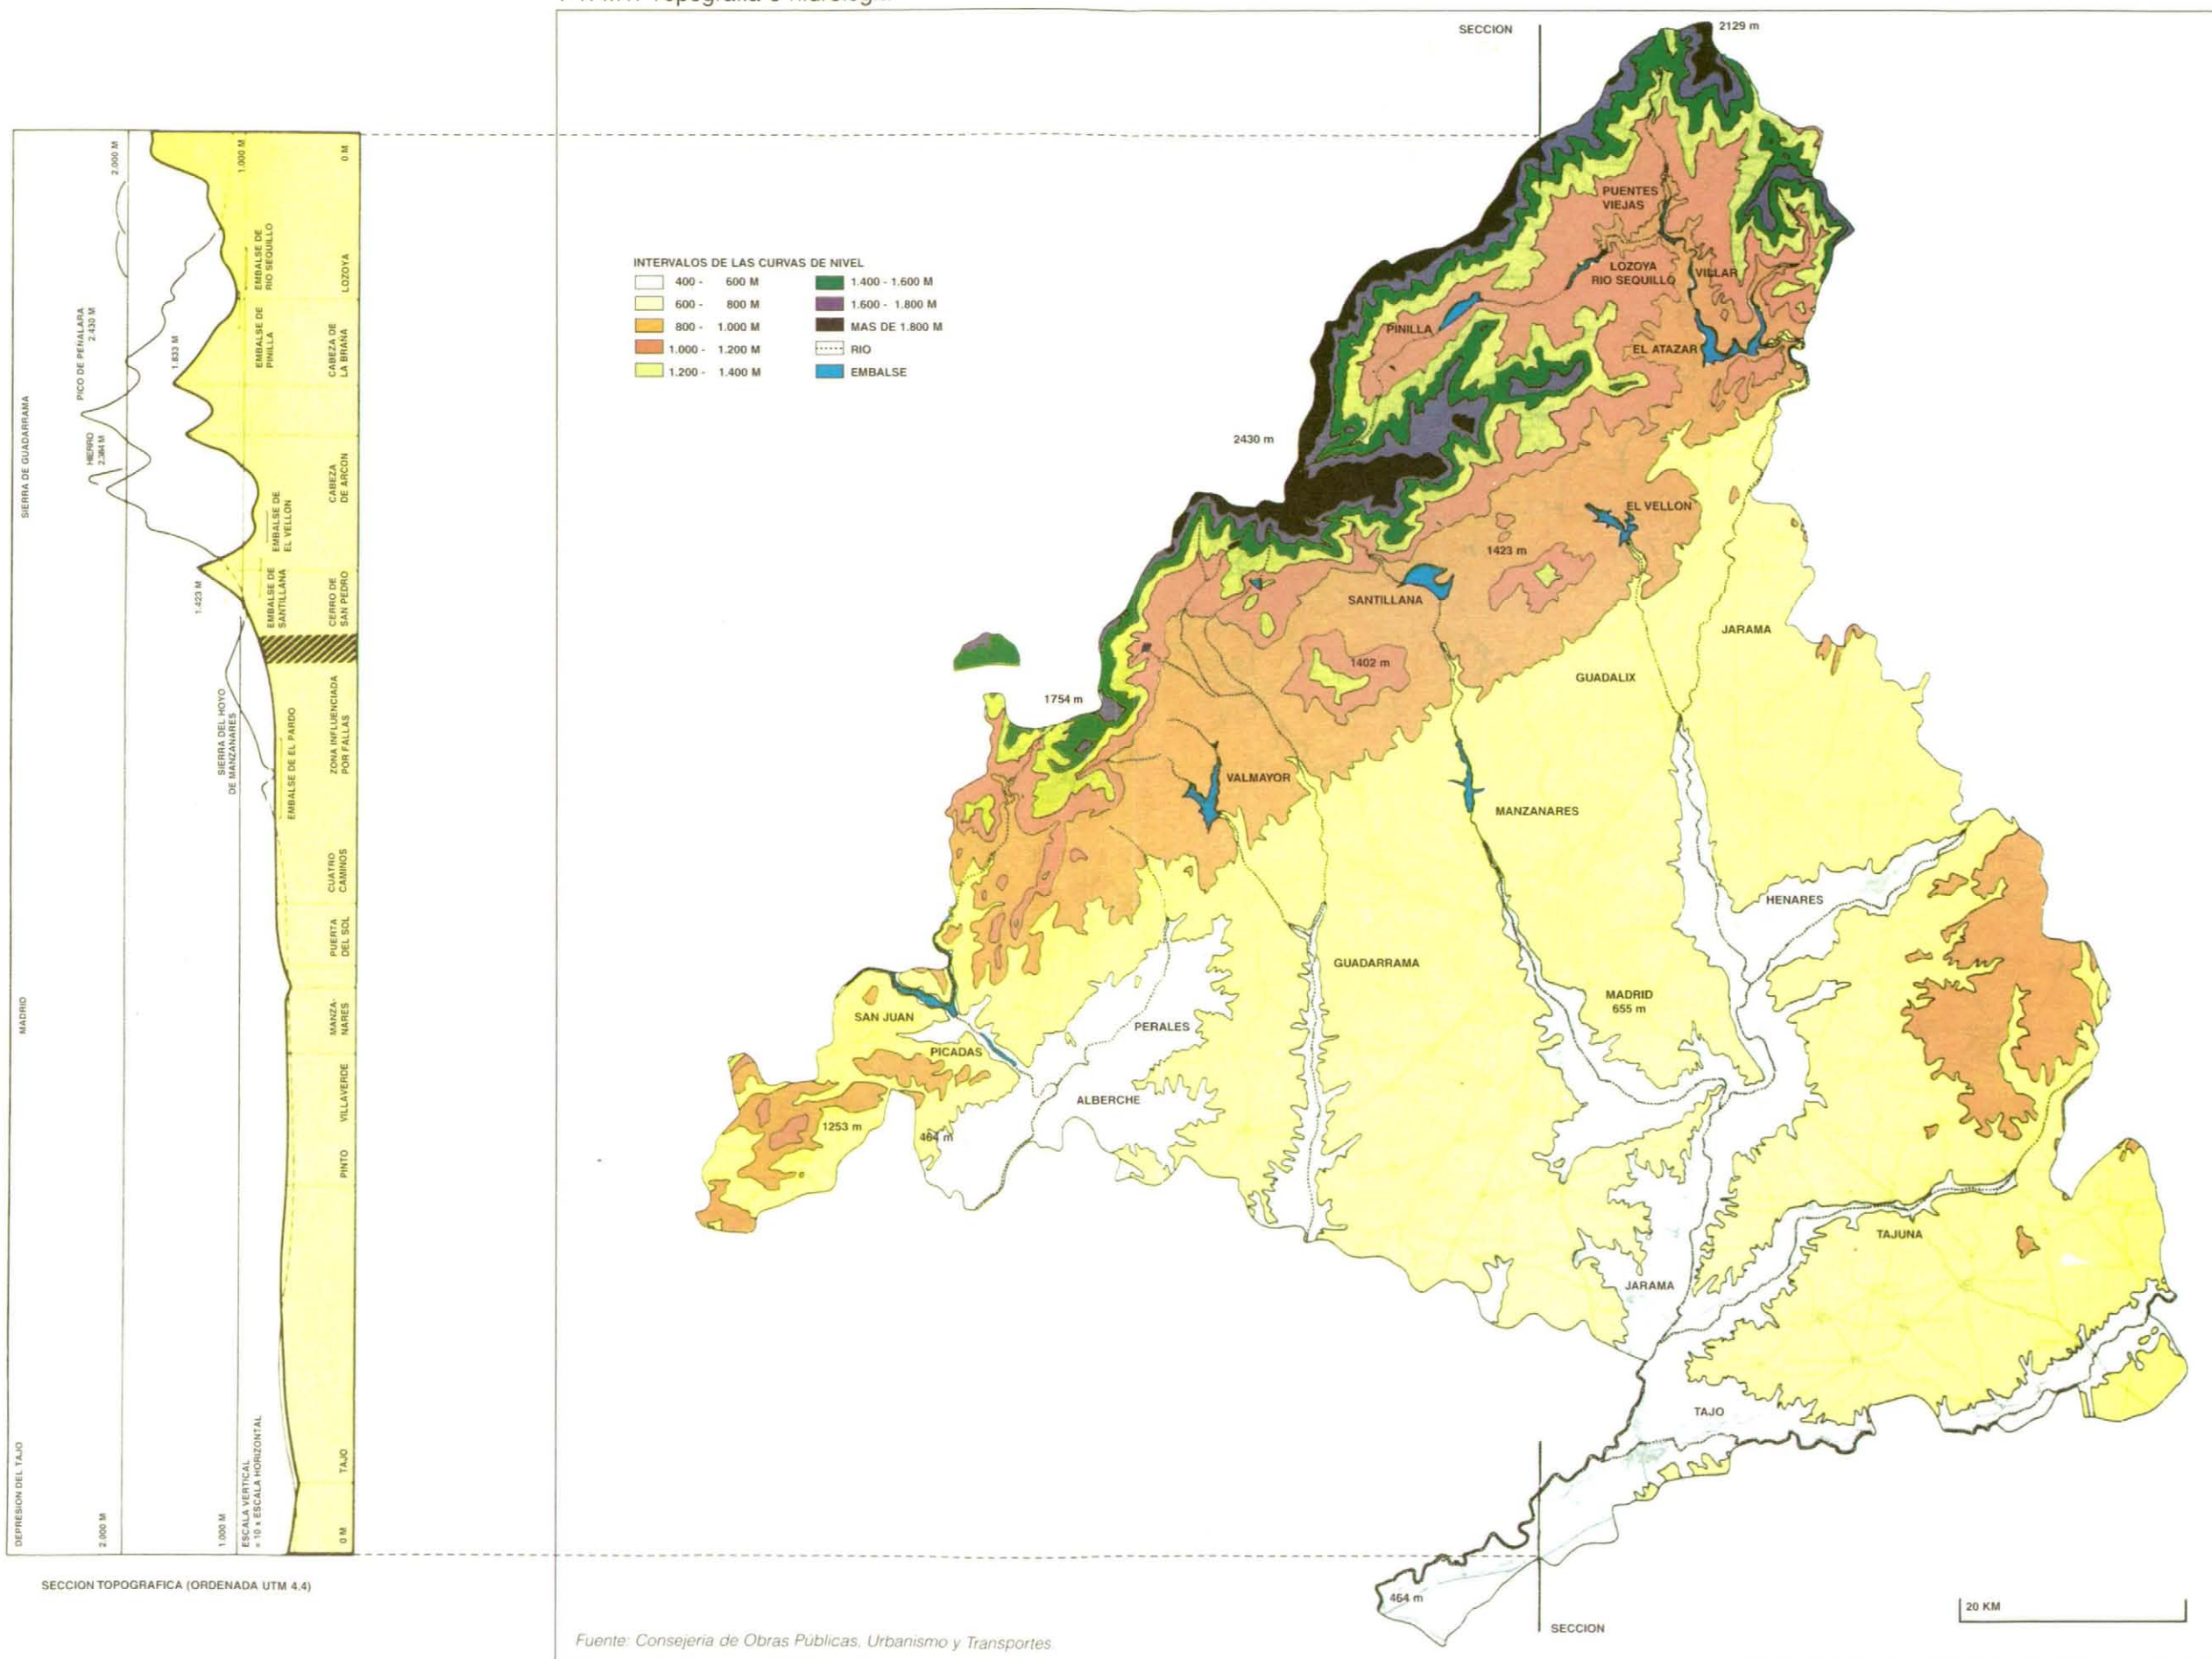 SECCION
2129 m
INTERVALOS DE LAS CURVAS DE NIVEL
400 - 600 M
600 - 800 M
800 - 1.000 M
1.000 - 1.200 M
1.200 - 1.400 M
1.400 - 1.600 M
1.600 - 1.800 M
MAS DE 1.800 M
RIO
EMBALSE
PUENTES
VIEJAS
LOZOYA
RIO SEQUILLO
VILLAR
PINILLA
EL ATAZAR
2430 m
EL VELLON
1423 m
SANTILLANA
JARAMA
1402 m
GUADALIX
1754 m
VALMAYOR
MANZANARES
HENARES
GUADARRAMA
MADRID
655 m
SAN JUAN
PERALES
PICADAS
ALBERCHE
1253 m
464 m
TAJUNA
JARAMA
TAJO
464 m
SECCION
20 KM
Fuente: Consejería de Obras Públicas, Urbanismo y Transportes
SIERRA DE GUADARRAMA
MADRID
DEPRESION DEL TAJO
2.000 M
1.000 M
0 M
PICO DE PEÑALARA
2.430 M
HIERRO
1.833 M
1.423 M
EMBALSE DE
RIO SEQUILLO
EMBALSE DE
PINILLA
EMBALSE DE
EL VELLON
EMBALSE DE
SANTILLANA
SIERRA DEL HOYO
DE MANZANARES
EMBALSE DE EL PARDO
LOZOYA
CABEZA DE
LA BRAÑA
CABEZA
DE ARCON
CERRO DE
SAN PEDRO
ZONA INFLUENCIADA
POR FALLAS
CUATRO
CAMINOS
PUERTA
DEL SOL
MANZA-
NARES
VILLAVERDE
PINTO
TAJO
2.000 M
1.000 M
ESCALA VERTICAL
= 10 x ESCALA HORIZONTAL
0 M
SECCION TOPOGRAFICA (ORDENADA UTM 4.4)